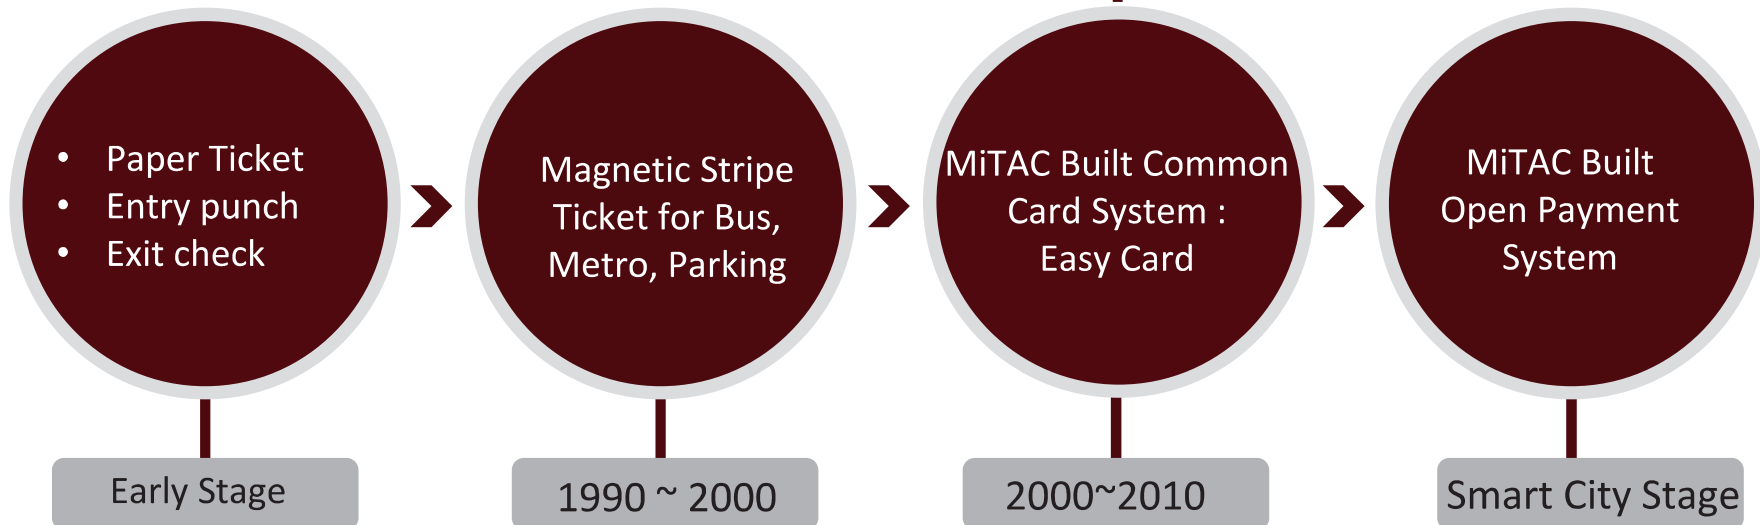 • Paper Ticket
• Entry punch
• Exit check
Early Stage
Magnetic Stripe
Ticket for Bus,
Metro, Parking
1990 ~ 2000
MiTAC Built Common
Card System :
Easy Card
2000~2010
MiTAC Built
Open Payment
System
Smart City Stage